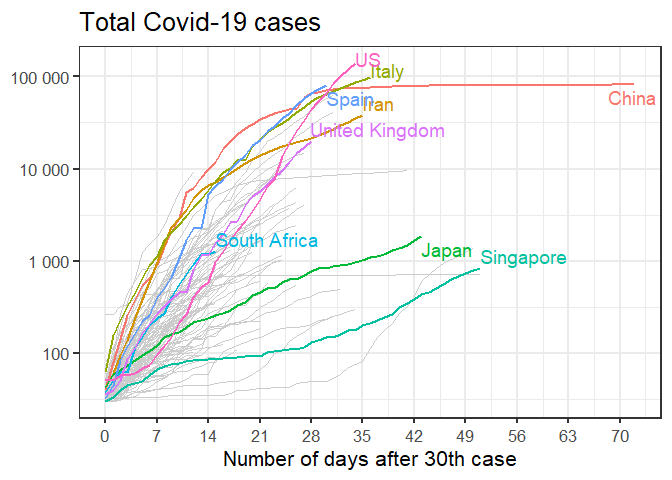 Total Covid-19 cases
100 000
10 000
1 000
100
US
Italy
Spain
Iran
China
United Kingdom
South Africa
Japan
Singapore
0 7 14 21 28 35 42 49 56 63 70
Number of days after 30th case